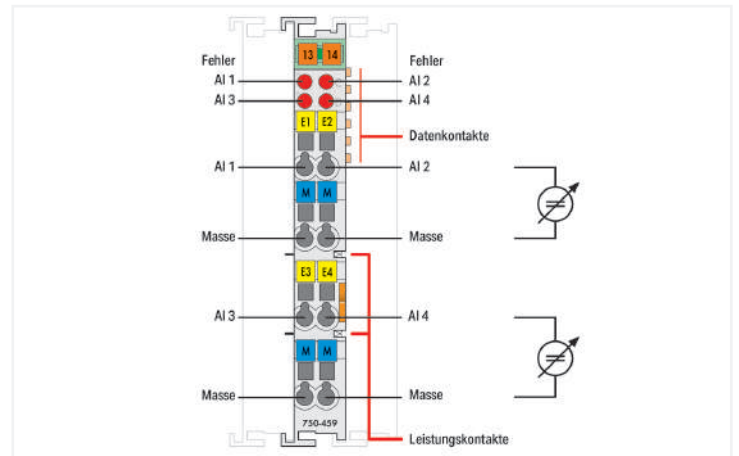 13 14
Fehler Fehler
AI 1 AI 2
AI 3 AI 4
E1 E2
Datenkontakte
AI 1 AI 2
M M
Masse Masse
E3 E4
AI 3 AI 4
M M
Masse Masse
750-459
Leistungskontakte